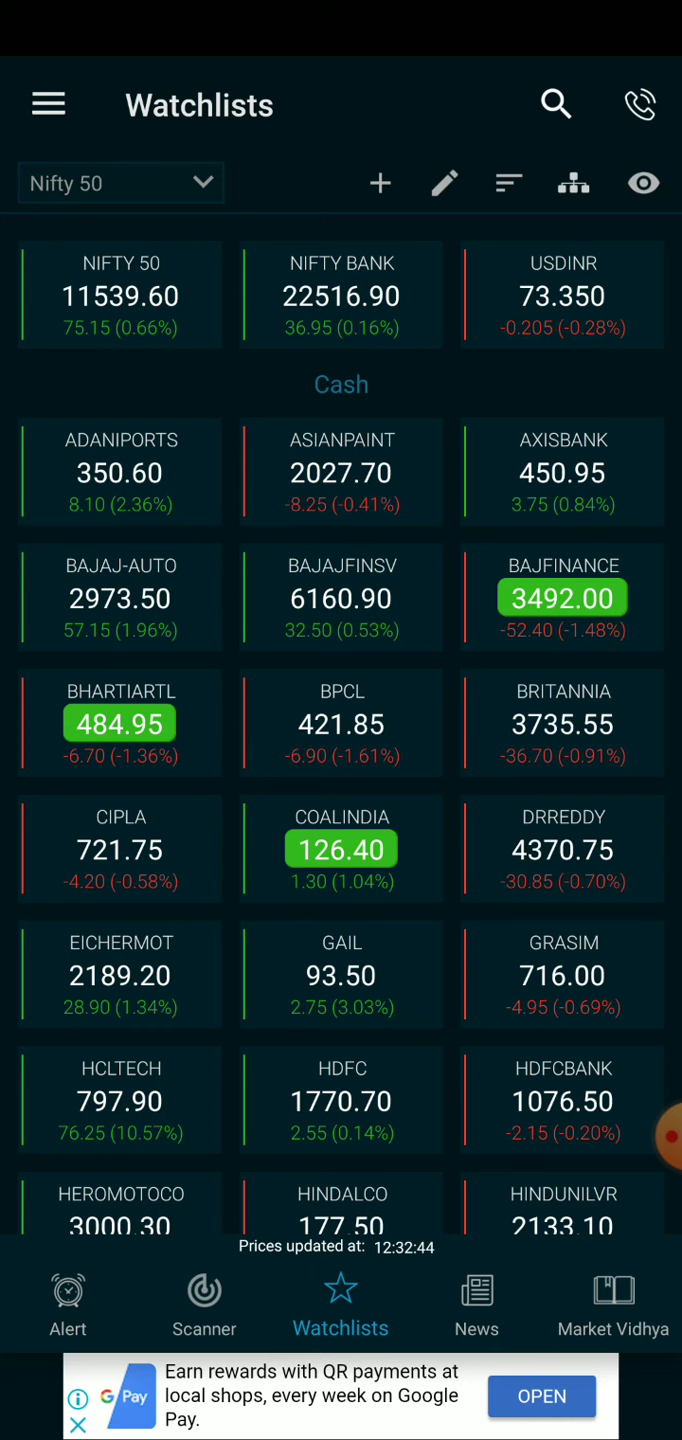 Watchlists
Nifty 50
NIFTY 50 NIFTY BANK USDINR
11539.60 22516.90 73.350
75.15 (0.66%) 36.95 (0.16%) -0.205 (-0.28%)
Cash
ADANIPORTS ASIANPAINT AXISBANK
350.60 2027.70 450.95
8.10 (2.36%) -8.25 (-0.41%) 3.75 (0.84%)
BAJAJ-AUTO BAJAJFINSV BAJFINANCE
2973.50 6160.90 3492.00
57.15 (1.96%) 32.50 (0.53%) -52.40 (-1.48%)
BHARTIARTL BPCL BRITANNIA
484.95 421.85 3735.55
-6.70 (-1.36%) -6.90 (-1.61%) -36.70 (-0.91%)
CIPLA COALINDIA DRREDDY
721.75 126.40 4370.75
-4.20 (-0.58%) 1.30 (1.04%) -30.85 (-0.70%)
EICHERMOT GAIL GRASIM
2189.20 93.50 716.00
28.90 (1.34%) 2.75 (3.03%) -4.95 (-0.69%)
HCLTECH HDFC HDFCBANK
797.90 1770.70 1076.50
76.25 (10.57%) 2.55 (0.14%) -2.15 (-0.20%)
HEROMOTOCO HINDALCO HINDUNILVR
3000.30 177.50 2133.10
Prices updated at: 12:32:44
Alert Scanner Watchlists News Market Vidhya
G Pay
Earn rewards with QR payments at
local shops, every week on Google
Pay.
OPEN